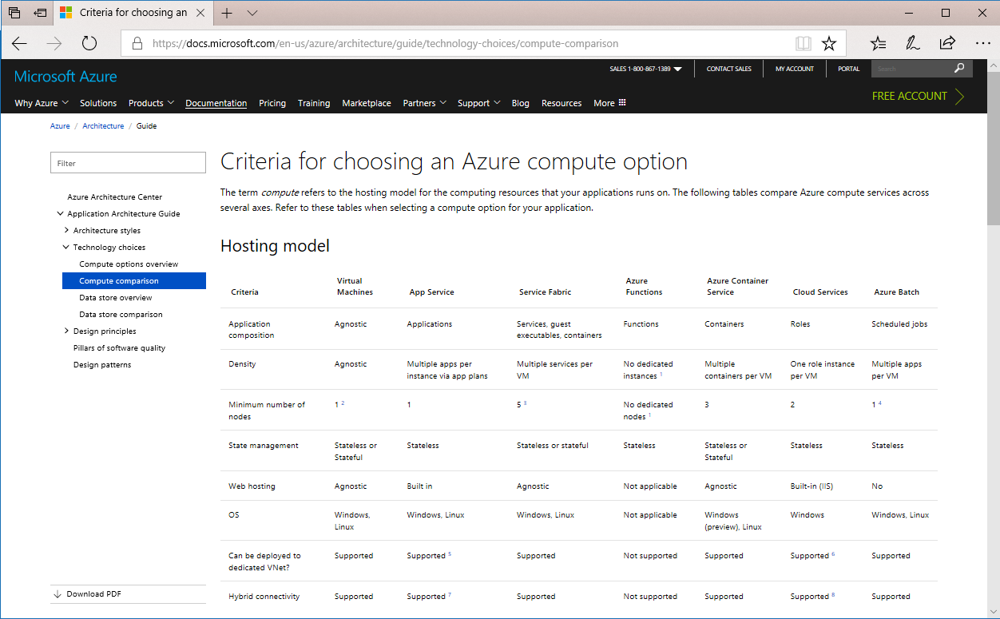 Criteria for choosing an
https://docs.microsoft.com/en-us/azure/architecture/guide/technology-choices/compute-comparison
SALES 1-800-867-1389 CONTACT SALES MY ACCOUNT PORTAL Search
Microsoft Azure
Why Azure Solutions Products Documentation Pricing Training Marketplace Partners Support Blog Resources More FREE ACCOUNT
Azure / Architecture / Guide
Filter
Azure Architecture Center
Application Architecture Guide
Architecture styles
Technology choices
Compute options overview
Compute comparison
Data store overview
Data store comparison
Design principles
Pillars of software quality
Design patterns
Download PDF
Criteria for choosing an Azure compute option
The term compute refers to the hosting model for the computing resources that your applications runs on. The following tables compare Azure compute services across
several axes. Refer to these tables when selecting a compute option for your application.
Hosting model
Criteria Virtual Machines App Service Service Fabric Azure Functions Azure Container Service Cloud Services Azure Batch
Application composition Agnostic Applications Services, guest executables, containers Functions Containers Roles Scheduled jobs
Density Agnostic Multiple apps per instance via app plans Multiple services per VM No dedicated instances 1 Multiple containers per VM One role instance per VM Multiple apps per VM
Minimum number of nodes 1 2 1 5 3 No dedicated nodes 1 3 2 1 4
State management Stateless or Stateful Stateless Stateless or stateful Stateless Stateless or Stateful Stateless Stateless
Web hosting Agnostic Built in Agnostic Not applicable Agnostic Built-in (IIS) No
OS Windows, Linux Windows, Linux Windows, Linux Not applicable Windows (preview), Linux Windows Windows, Linux
Can be deployed to dedicated VNet? Supported Supported 5 Supported Not supported Supported Supported 6 Supported
Hybrid connectivity Supported Supported 7 Supported Not supported Supported Supported 8 Supported